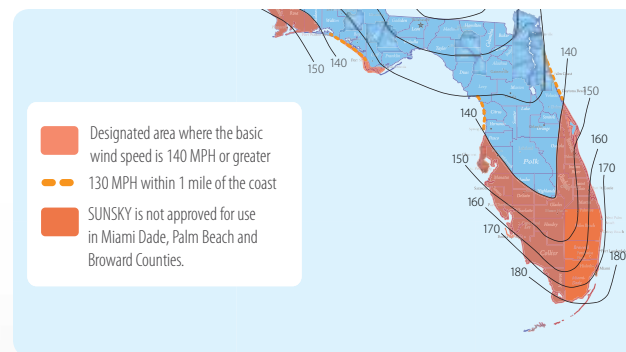 150
140
140
150
160
170
140
150
160
170
180
180
Polk
Collier
Designated area where the basic
wind speed is 140 MPH or greater
130 MPH within 1 mile of the coast
SUNSKY is not approved for use
in Miami Dade, Palm Beach and
Broward Counties.